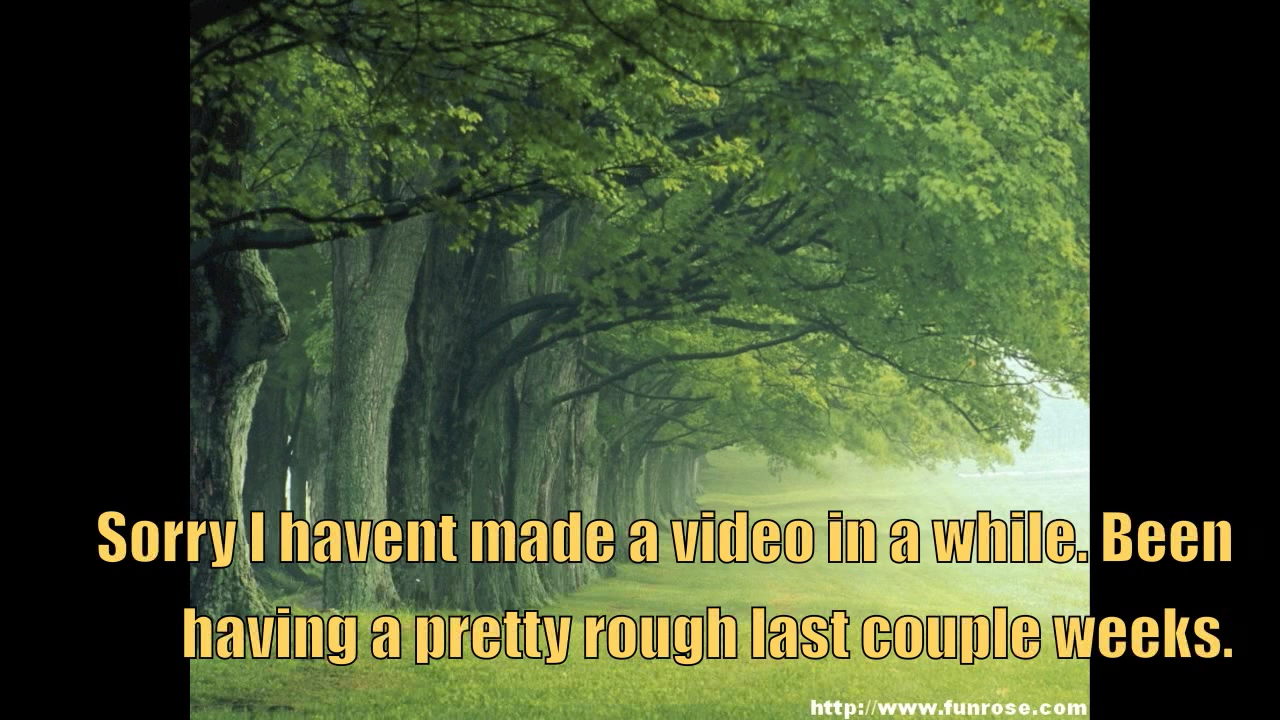 Sorry I havent made a video in a while. Been
having a pretty rough last couple weeks.
http://www.funrose.com